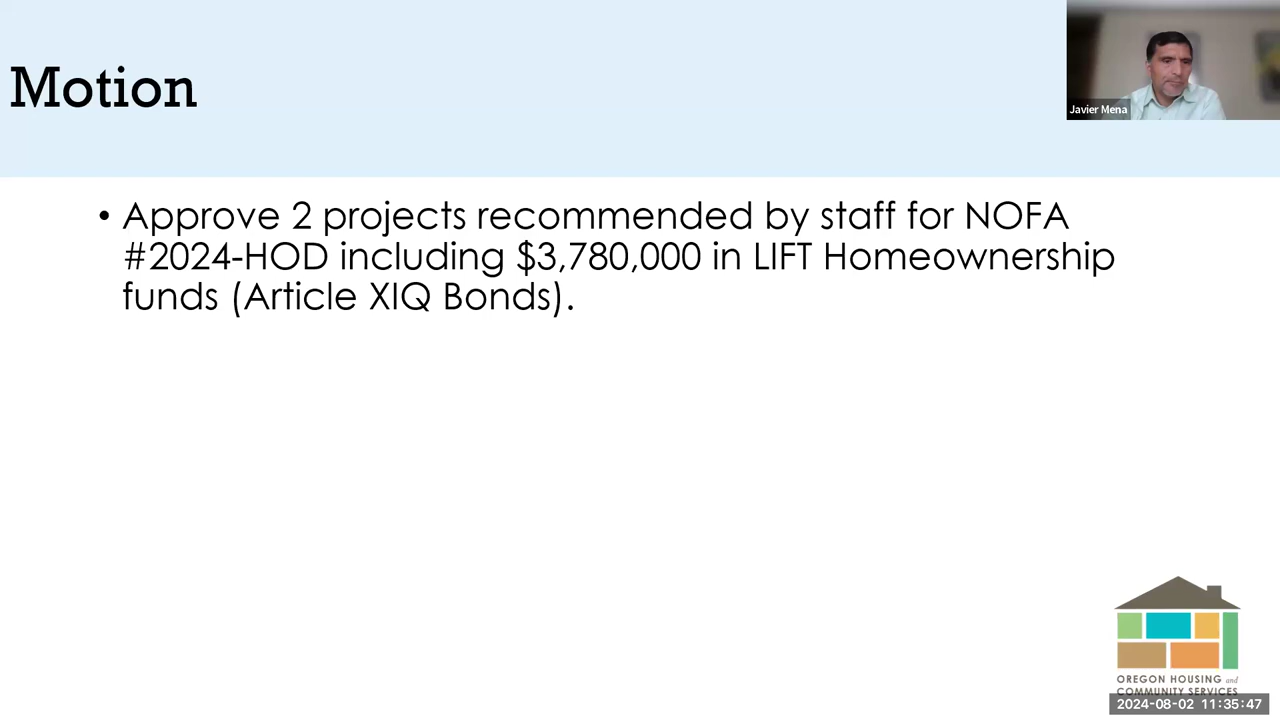 Motion
Javier Mena
• Approve 2 projects recommended by staff for NOFA
#2024-HOD including $3,780,000 in LIFT Homeownership
funds (Article XIQ Bonds).
OREGON HOUSING and
COMMUNITY SERVICES
2024-08-02 11:35:47